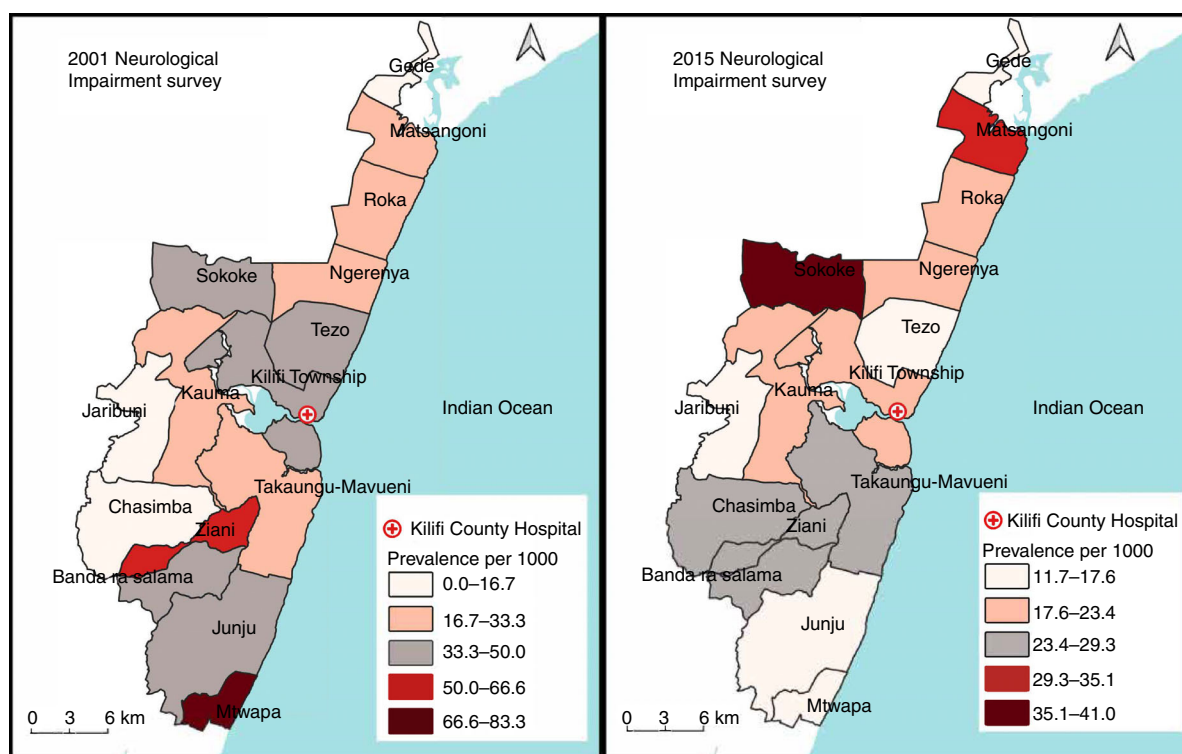 2001 Neurological
Impairment survey
Gede
Matsangoni
Roka
Ngerenya
Sokoke
Tezo
Kilifi Township
Kauma
Jaribuni
Indian Ocean
Takaungu-Mavueni
Chasimba
Ziani
Banda ra salama
Junju
Mtwapa
0 3 6 km
Kilifi County Hospital
Prevalence per 1000
0.0–16.7
16.7–33.3
33.3–50.0
50.0–66.6
66.6–83.3
2015 Neurological
Impairment survey
Gede
Matsangoni
Roka
Ngerenya
Sokoke
Tezo
Kilifi Township
Kauma
Jaribuni
Indian Ocean
Takaungu-Mavueni
Chasimba
Ziani
Banda ra salama
Junju
Mtwapa
0 3 6 km
Kilifi County Hospital
Prevalence per 1000
11.7–17.6
17.6–23.4
23.4–29.3
29.3–35.1
35.1–41.0